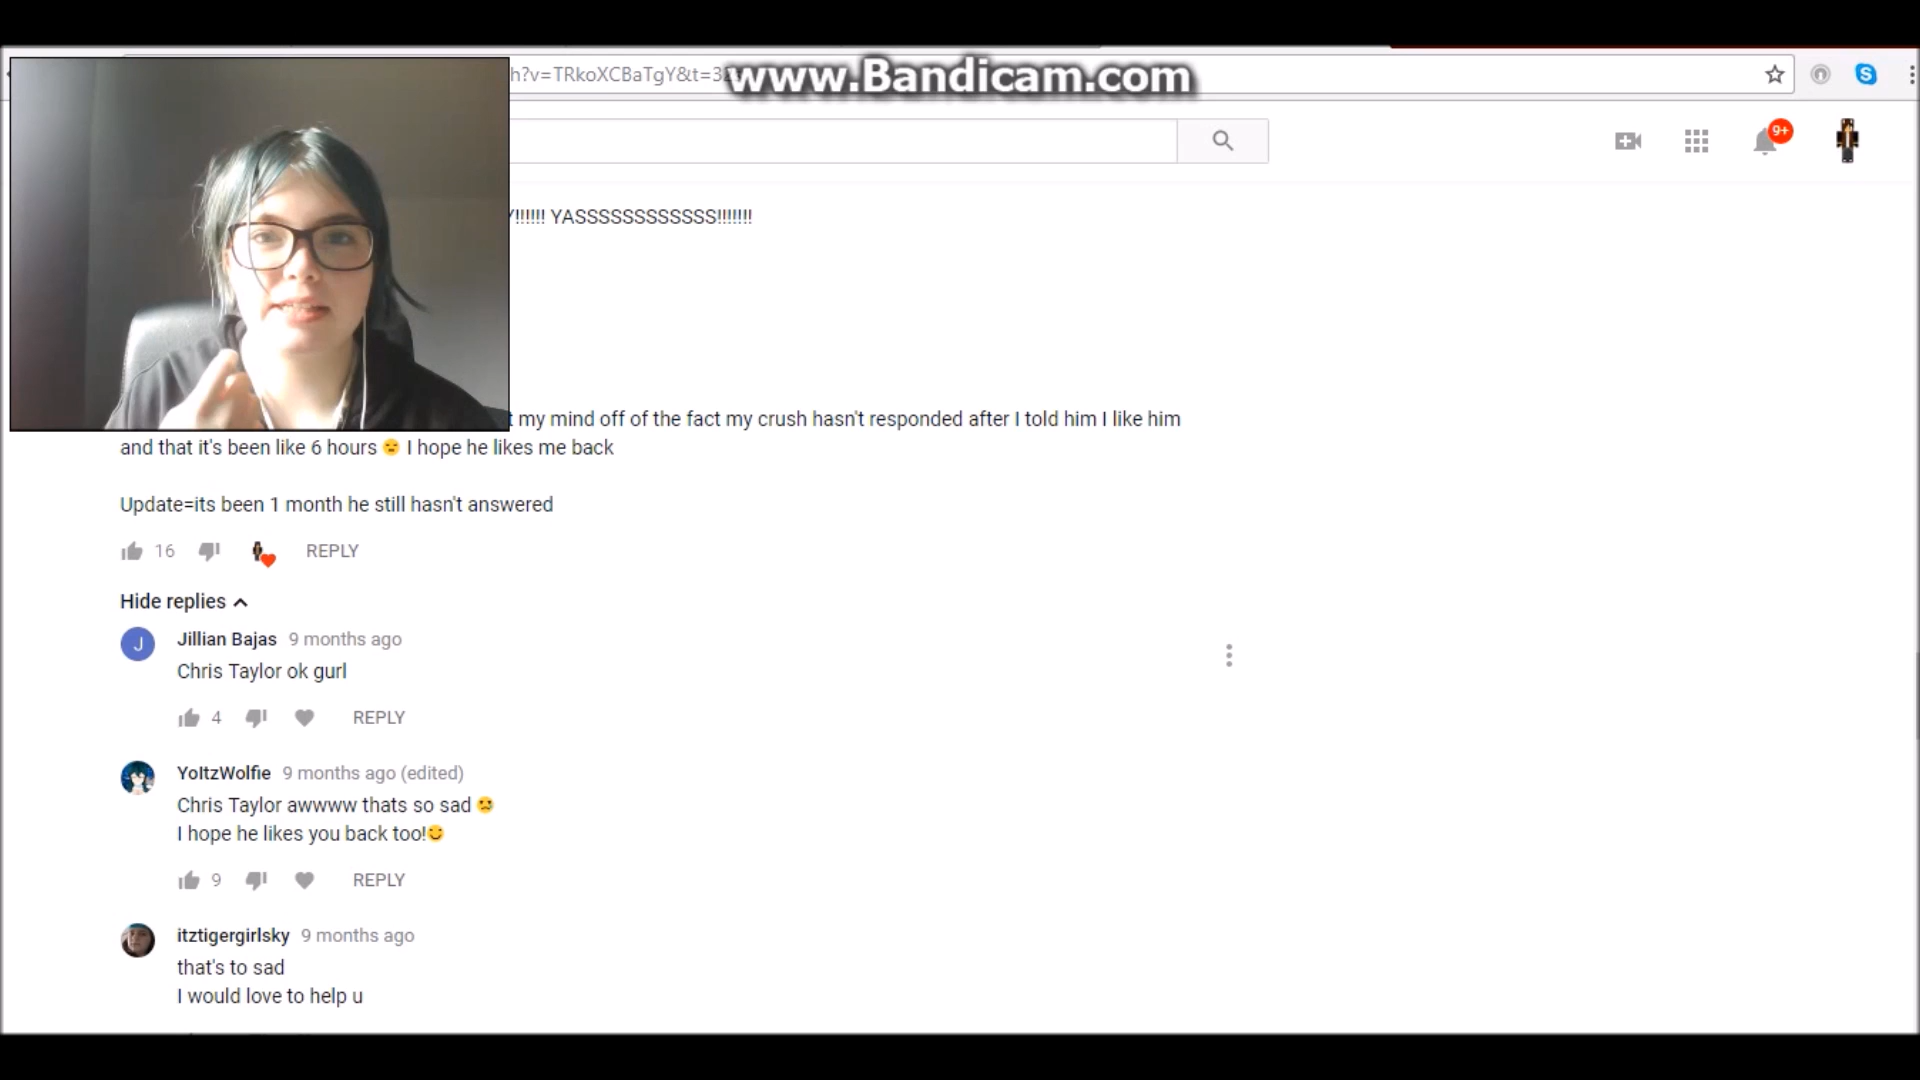 h?v=TRkoXCBaTgY&t=3
www.Bandicam.com
9+
!!!!!! YASSSSSSSSSSSS!!!!!!!
my mind off of the fact my crush hasn't responded after I told him I like him
and that it's been like 6 hours I hope he likes me back
Update=its been 1 month he still hasn't answered
16 REPLY
Hide replies
J
Jillian Bajas 9 months ago
Chris Taylor ok gurl
4 REPLY
YoItzWolfie 9 months ago (edited)
Chris Taylor awwww thats so sad
I hope he likes you back too!
9 REPLY
itztigergirlsky 9 months ago
that's to sad
I would love to help u